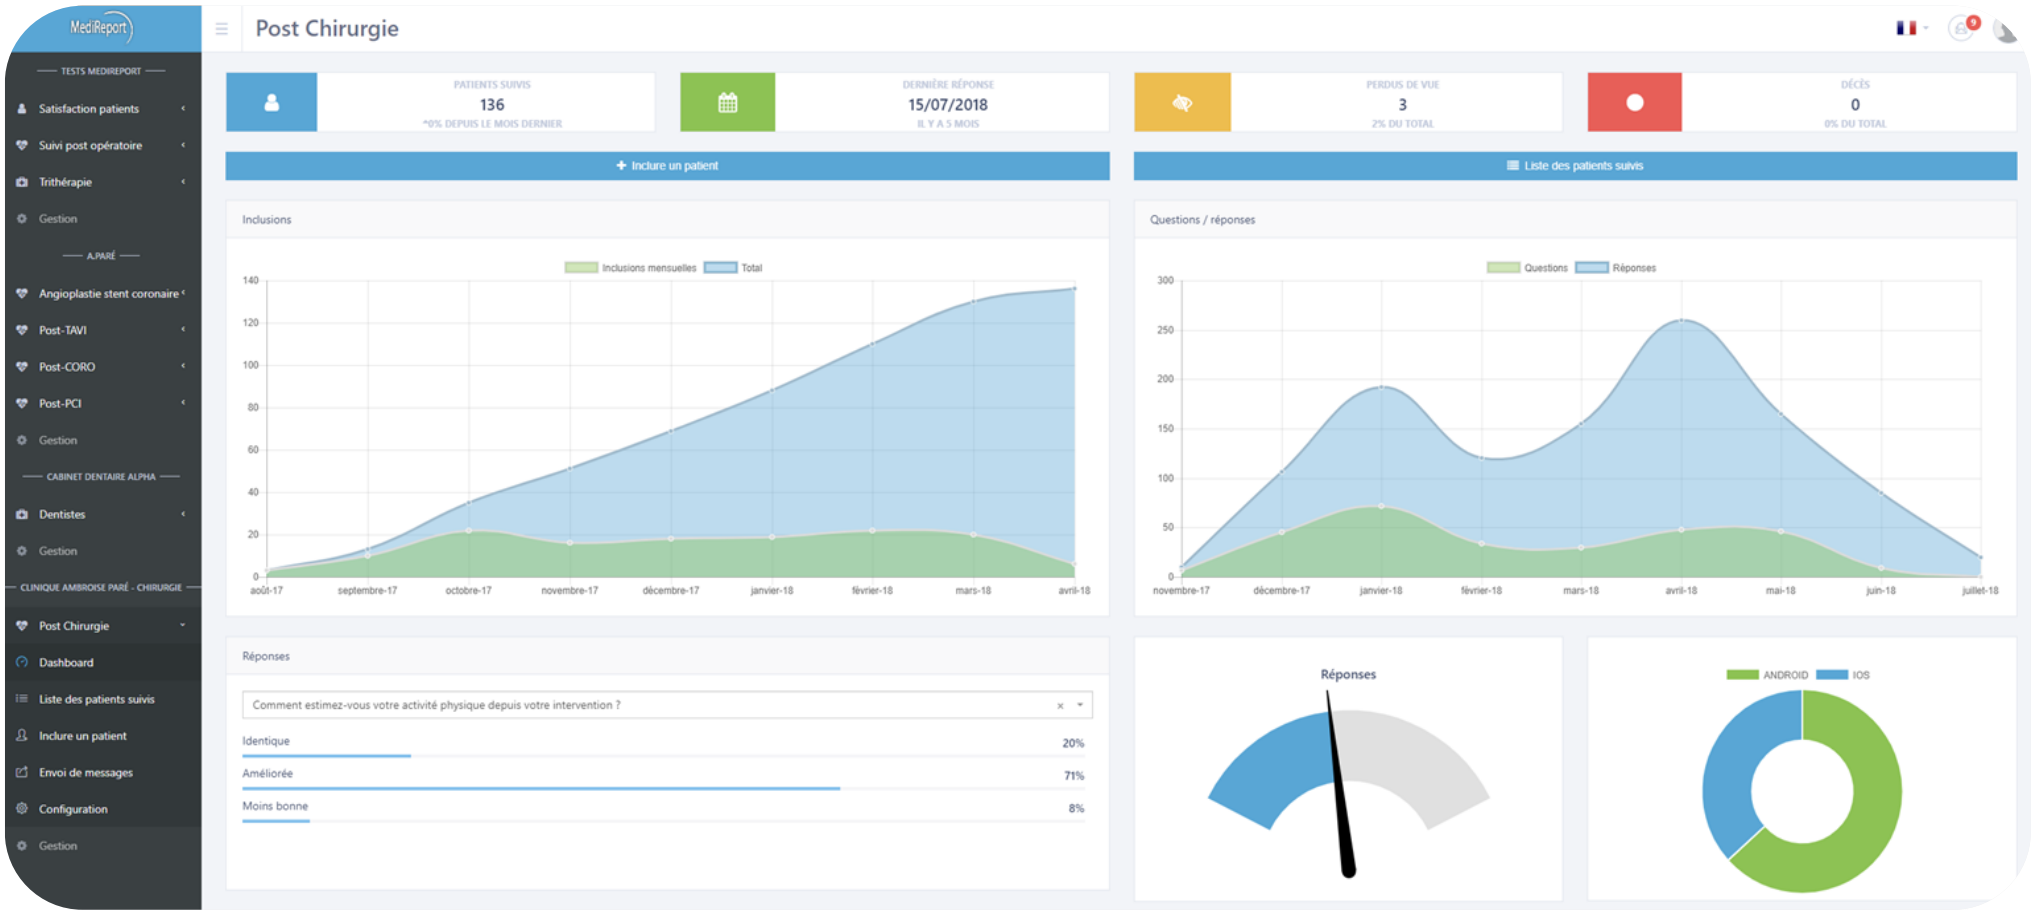 MediReport
Post Chirurgie
9
TESTS MEDIREPORT
Satisfaction patients
Suivi post opératoire
Trithérapie
Gestion
A.PARÉ
Angioplastie stent coronaire
Post-TAVI
Post-CORO
Post-PCI
Gestion
CABINET DENTAIRE ALPHA
Dentistes
Gestion
CLINIQUE AMBROISE PARÉ - CHIRURGIE
Post Chirurgie
Dashboard
Liste des patients suivis
Inclure un patient
Envoi de messages
Configuration
Gestion
PATIENTS SUIVIS
136
^0% DEPUIS LE MOIS DERNIER
DERNIÈRE RÉPONSE
15/07/2018
IL Y A 5 MOIS
PERDUS DE VUE
3
2% DU TOTAL
DÉCÈS
0
0% DU TOTAL
Inclure un patient
Liste des patients suivis
Inclusions
Inclusions mensuelles Total
140
120
100
80
60
40
20
0
août-17 septembre-17 octobre-17 novembre-17 décembre-17 janvier-18 février-18 mars-18 avril-18
Questions / réponses
Questions Réponses
300
250
200
150
100
50
0
novembre-17 décembre-17 janvier-18 février-18 mars-18 avril-18 mai-18 juin-18 juillet-18
Réponses
Comment estimez-vous votre activité physique depuis votre intervention ? ×
Identique 20%
Améliorée 71%
Moins bonne 8%
Réponses
ANDROID IOS